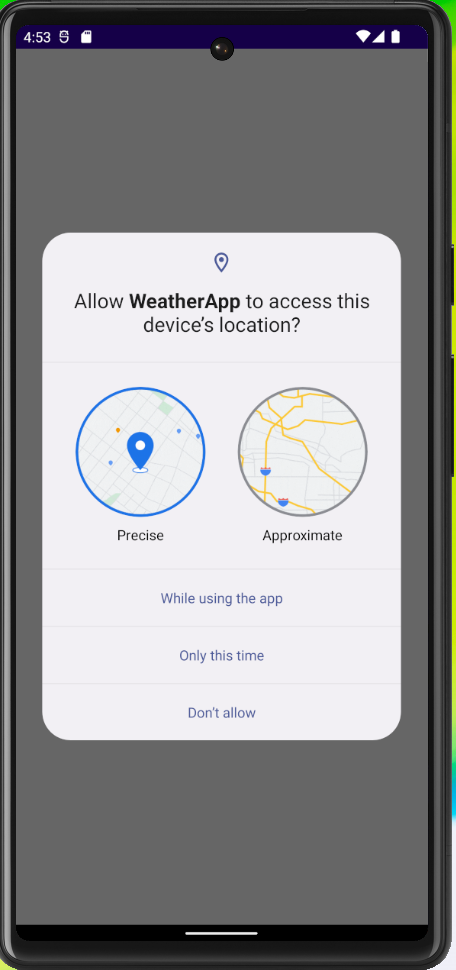 4:53
Allow WeatherApp to access this
device's location?
Precise
Approximate
While using the app
Only this time
Don't allow